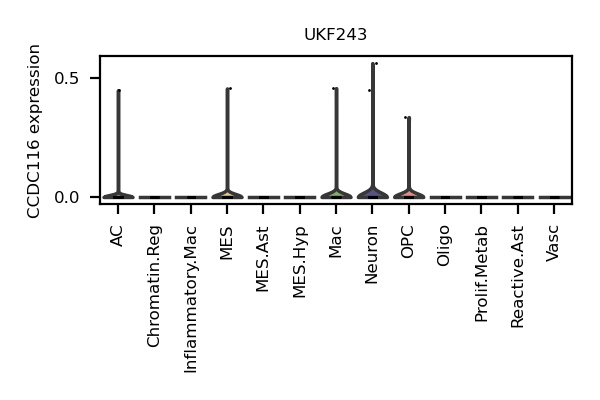 UKF243
CCDC116 expression
0.5
0.0
AC
Chromatin.Reg
Inflammatory.Mac
MES
MES.Ast
MES.Hyp
Mac
Neuron
OPC
Oligo
Prolif.Metab
Reactive.Ast
Vasc